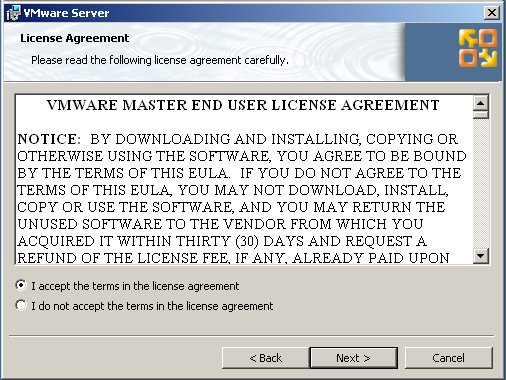 VMware Server
License Agreement
Please read the following license agreement carefully.
VMWARE MASTER END USER LICENSE AGREEMENT
NOTICE:  BY DOWNLOADING AND INSTALLING, COPYING OR
OTHERWISE USING THE SOFTWARE, YOU AGREE TO BE BOUND
BY THE TERMS OF THIS EULA.  IF YOU DO NOT AGREE TO THE
TERMS OF THIS EULA, YOU MAY NOT DOWNLOAD, INSTALL,
COPY OR USE THE SOFTWARE, AND YOU MAY RETURN THE
UNUSED SOFTWARE TO THE VENDOR FROM WHICH YOU
ACQUIRED IT WITHIN THIRTY (30) DAYS AND REQUEST A
REFUND OF THE LICENSE FEE, IF ANY, ALREADY PAID UPON
I accept the terms in the license agreement
I do not accept the terms in the license agreement
< Back Next > Cancel